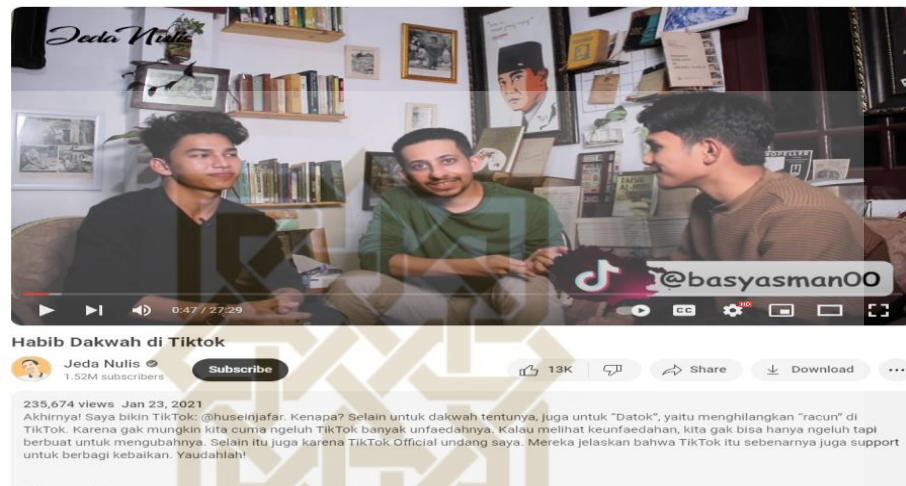 Jeda Nulis
@basyasman00
0:47 / 27:29
CC
HD
Habib Dakwah di Tiktok
Jeda Nulis
1.52M subscribers
Subscribe
13K
Share
Download
235,674 views Jan 23, 2021
Akhirnya! Saya bikin TikTok: @huseinjafar. Kenapa? Selain untuk dakwah tentunya, juga untuk "Datok", yaitu menghilangkan "racun" di
TikTok. Karena gak mungkin kita cuma ngeluh TikTok banyak unfaedahnya. Kalau melihat keunfaedahan, kita gak bisa hanya ngeluh tapi
berbuat untuk mengubahnya. Selain itu juga karena TikTok Official undang saya. Mereka jelaskan bahwa TikTok itu sebenarnya juga support
untuk berbagi kebaikan. Yaudahlah!